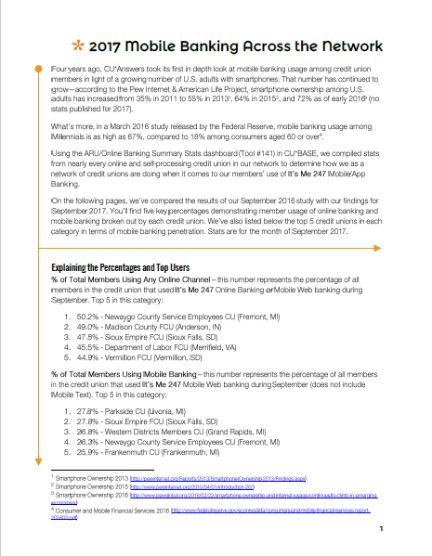 2017 Mobile Banking Across the Network
Four years ago, CU*Answers took its first in depth look at mobile banking usage among credit union
members in light of a growing number of U.S. adults with smartphones. That number has continued to
grow—according to the Pew Internet & American Life Project, smartphone ownership among U.S.
adults has increased from 35% in 2011 to 55% in 2013¹, 64% in 2015², and 72% as of early 2016³ (no
stats published for 2017).
What's more, in a March 2016 study released by the Federal Reserve, mobile banking usage among
Millennials is as high as 67%, compared to 18% among consumers aged 60 or over⁴.
Using the ARU/Online Banking Summary Stats dashboard (Tool #141) in CU*BASE, we compiled stats
from nearly every online and self-processing credit union in our network to determine how we as a
network of credit unions are doing when it comes to our members' use of It's Me 247 Mobile App
Banking.
On the following pages, we've compared the results of our September 2016 study with our findings for
September 2017. You'll find five key percentages demonstrating member usage of online banking and
mobile banking broken out by each credit union. We've also listed below the top 5 credit unions in each
category in terms of mobile banking penetration. Stats are for the month of September 2017.
Explaining the Percentages and Top Users
% of Total Members Using Any Online Channel – this number represents the percentage of all
members in the credit union that used It's Me 247 Online Banking or Mobile Web banking during
September. Top 5 in this category:
1. 50.2% - Newaygo County Service Employees CU (Fremont, MI)
2. 49.0% - Madison County FCU (Anderson, IN)
3. 47.5% - Sioux Empire FCU (Sioux Falls, SD)
4. 45.5% - Department of Labor FCU (Merrifield, VA)
5. 44.9% - Vermillion FCU (Vermillion, SD)
% of Total Members Using Mobile Banking – this number represents the percentage of all members
in the credit union that used It's Me 247 Mobile Web banking during September (does not include
Mobile Text). Top 5 in this category:
1. 27.8% - Parkside CU (Livonia, MI)
2. 27.8% - Sioux Empire FCU (Sioux Falls, SD)
3. 26.8% - Western Districts Members CU (Grand Rapids, MI)
4. 26.3% - Newaygo County Service Employees CU (Fremont, MI)
5. 25.9% - Frankenmuth CU (Frankenmuth, MI)
¹ Smartphone Ownership 2013
² Smartphone Ownership 2015
³ Smartphone Ownership 2016
⁴ Consumer and Mobile Financial Services 2016
1